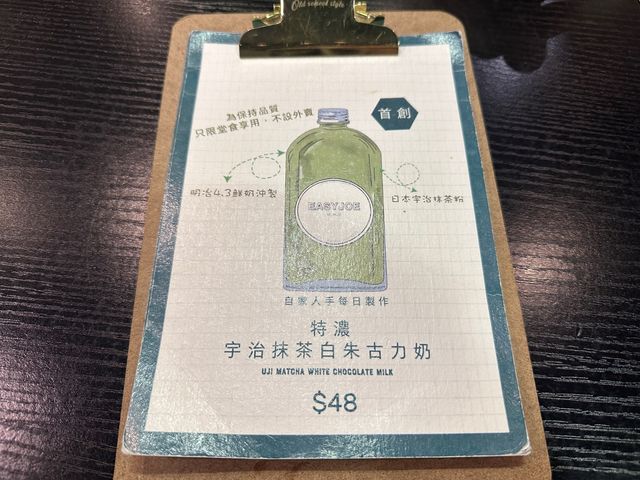 Old school style
為保持品質
只限堂食享用，不設外賣
首創
明治4.3鮮奶沖製
日本宇治抹茶粉
EASYJOE
自家人手每日製作
特濃
宇治抹茶白朱古力奶
UJI MATCHA WHITE CHOCOLATE MILK
$48